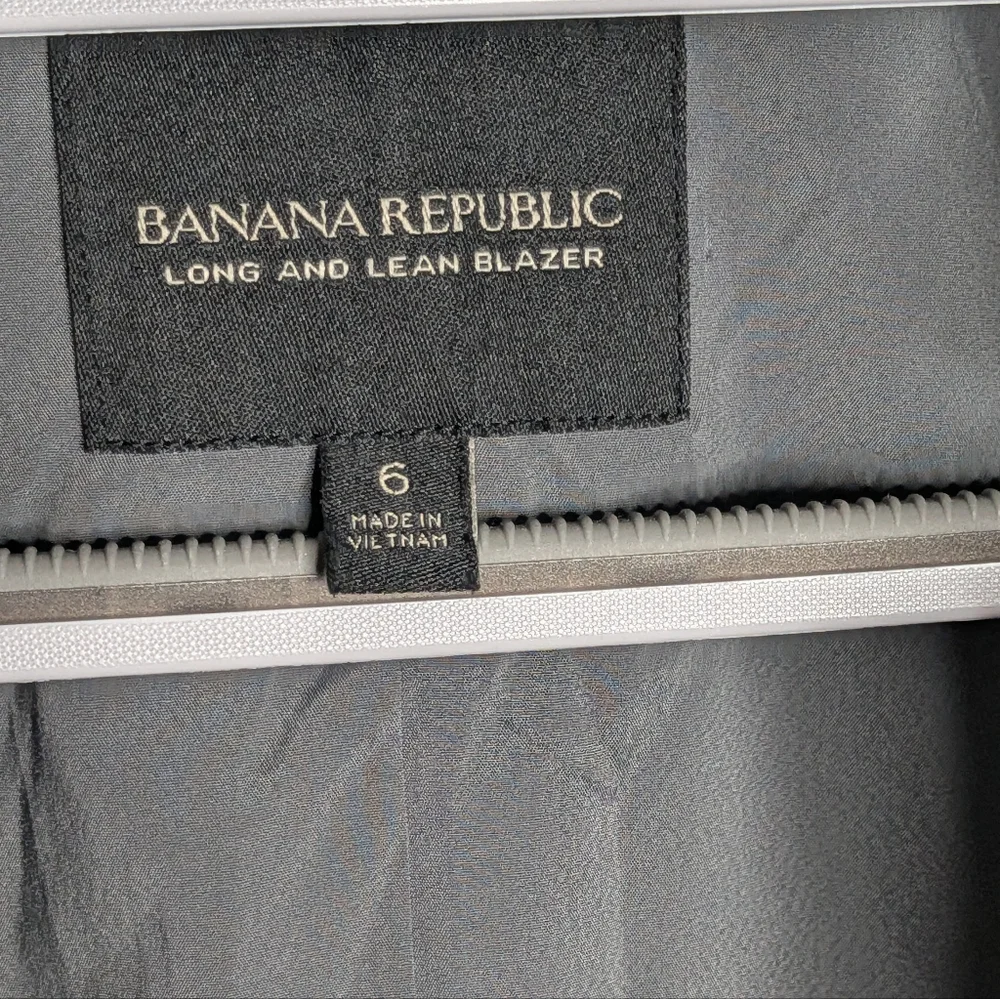 BANANA REPUBLIC
LONG AND LEAN BLAZER
6
MADE IN
VIETNAM